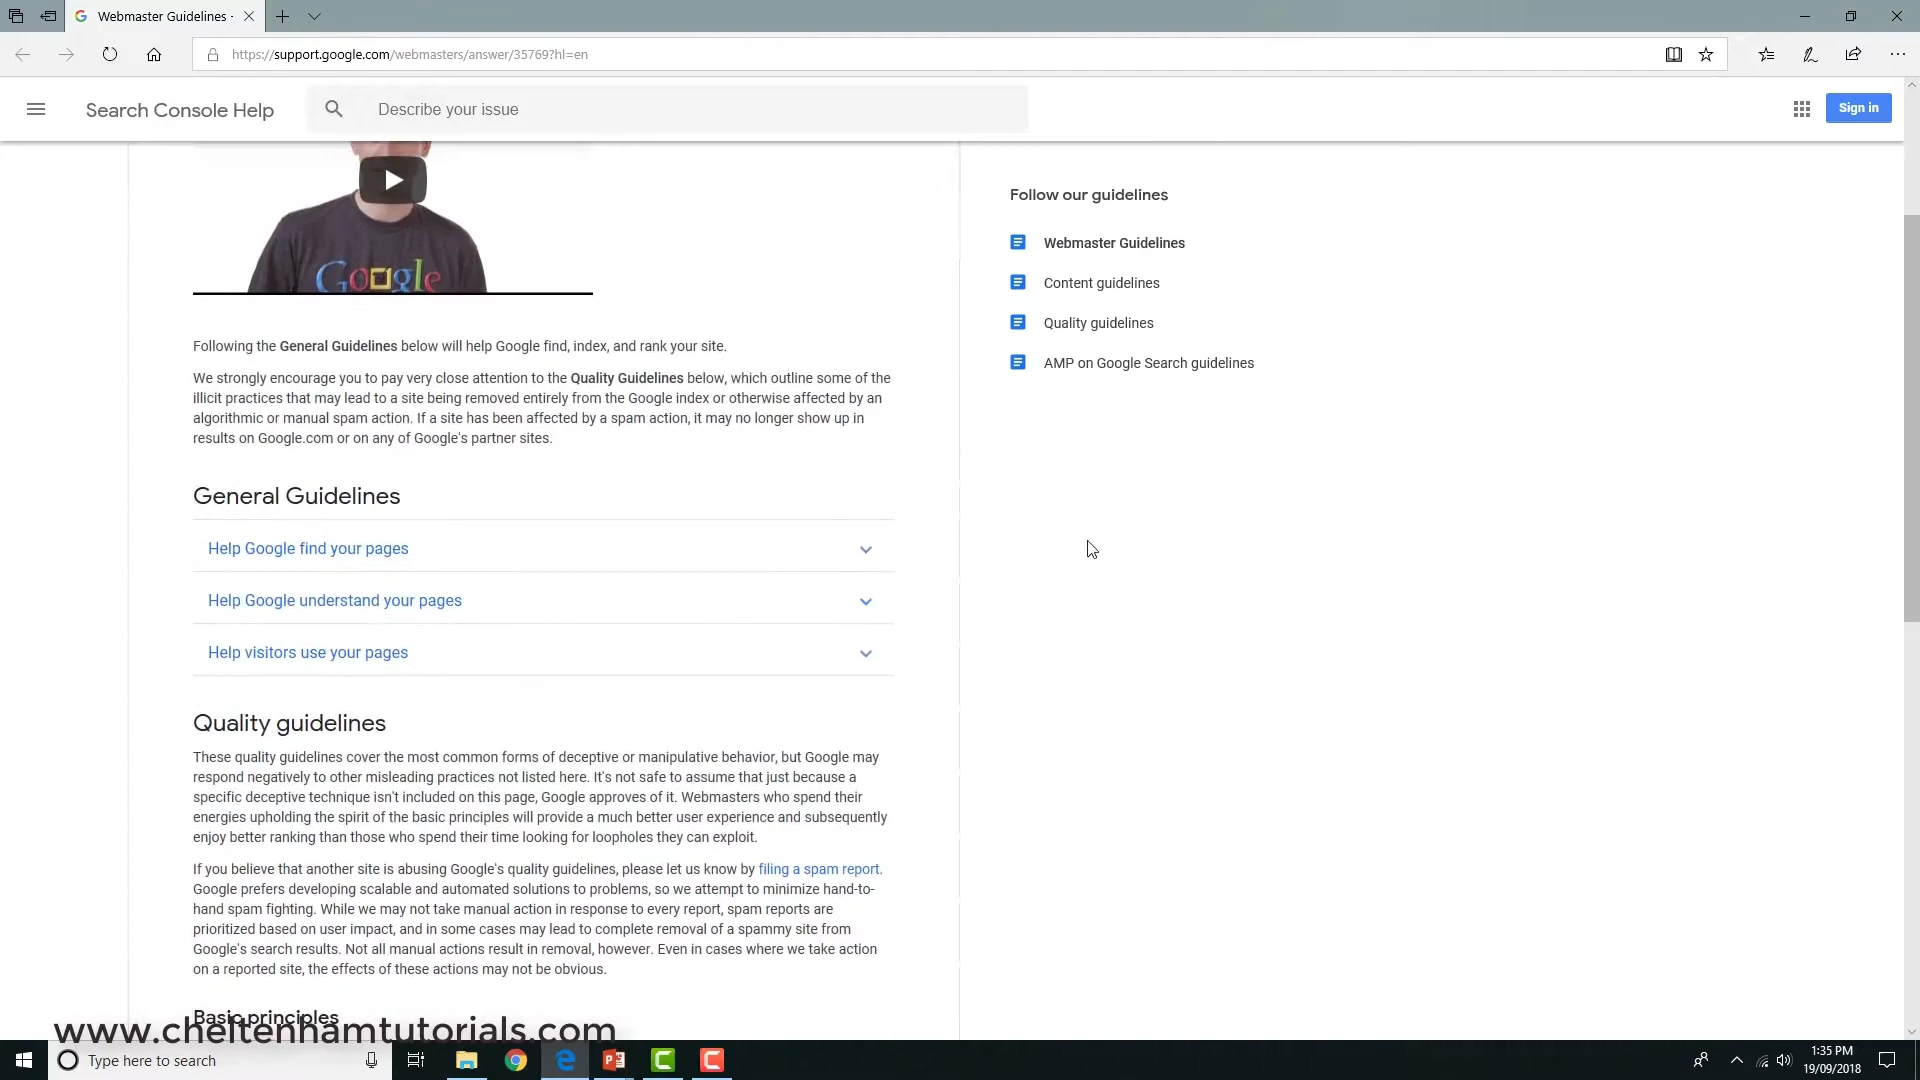 Webmaster Guidelines -
https://support.google.com/webmasters/answer/35769?hl=en
Search Console Help
Describe your issue
Sign in
Google
Following the General Guidelines below will help Google find, index, and rank your site.
We strongly encourage you to pay very close attention to the Quality Guidelines below, which outline some of the
illicit practices that may lead to a site being removed entirely from the Google index or otherwise affected by an
algorithmic or manual spam action. If a site has been affected by a spam action, it may no longer show up in
results on Google.com or on any of Google's partner sites.
General Guidelines
Help Google find your pages
Help Google understand your pages
Help visitors use your pages
Quality guidelines
These quality guidelines cover the most common forms of deceptive or manipulative behavior, but Google may
respond negatively to other misleading practices not listed here. It's not safe to assume that just because a
specific deceptive technique isn't included on this page, Google approves of it. Webmasters who spend their
energies upholding the spirit of the basic principles will provide a much better user experience and subsequently
enjoy better ranking than those who spend their time looking for loopholes they can exploit.
If you believe that another site is abusing Google's quality guidelines, please let us know by filing a spam report.
Google prefers developing scalable and automated solutions to problems, so we attempt to minimize hand-to-
hand spam fighting. While we may not take manual action in response to every report, spam reports are
prioritized based on user impact, and in some cases may lead to complete removal of a spammy site from
Google's search results. Not all manual actions result in removal, however. Even in cases where we take action
on a reported site, the effects of these actions may not be obvious.
Basic principles
Follow our guidelines
Webmaster Guidelines
Content guidelines
Quality guidelines
AMP on Google Search guidelines
www.cheltenhamtutorials.com
Type here to search
1:35 PM
19/09/2018